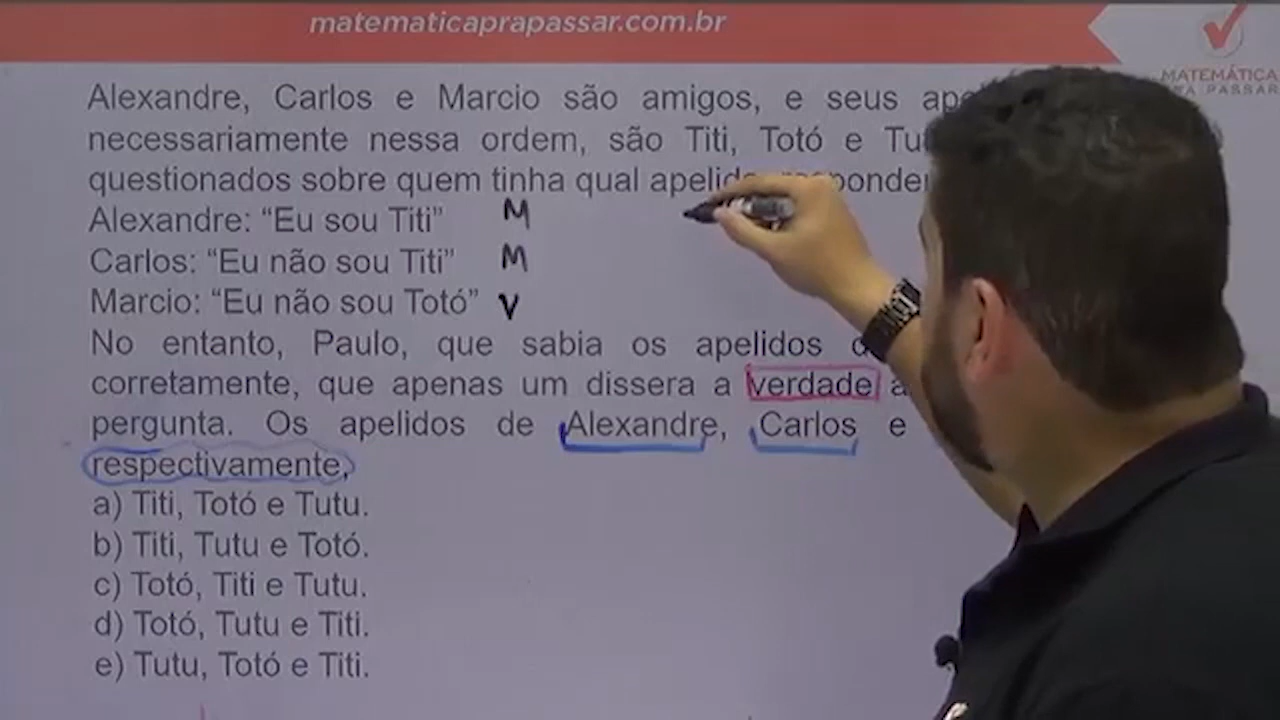 matematicaprapassar.com.br
MATEMÁTICA
PRA PASSAR
Alexandre, Carlos e Marcio são amigos, e seus
necessariamente nessa ordem, são Titi, Totó e
questionados sobre quem tinha qual
Alexandre: “Eu sou Titi” M
Carlos: “Eu não sou Titi” M
Marcio: “Eu não sou Totó” V
No entanto, Paulo, que sabia os apelidos
corretamente, que apenas um dissera a verdade
pergunta. Os apelidos de Alexandre, Carlos e
respectivamente,
a) Titi, Totó e Tutu.
b) Titi, Tutu e Totó.
c) Totó, Titi e Tutu.
d) Totó, Tutu e Titi.
e) Tutu, Totó e Titi.